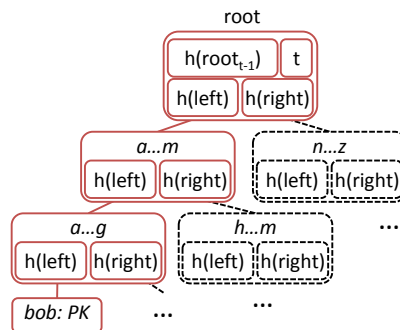 root
h(root_{t-1}) t
h(left) h(right)
a...m n...z
h(left) h(right) h(left) h(right)
a...g h...m ...
h(left) h(right) h(left) h(right)
bob: PK ... ...